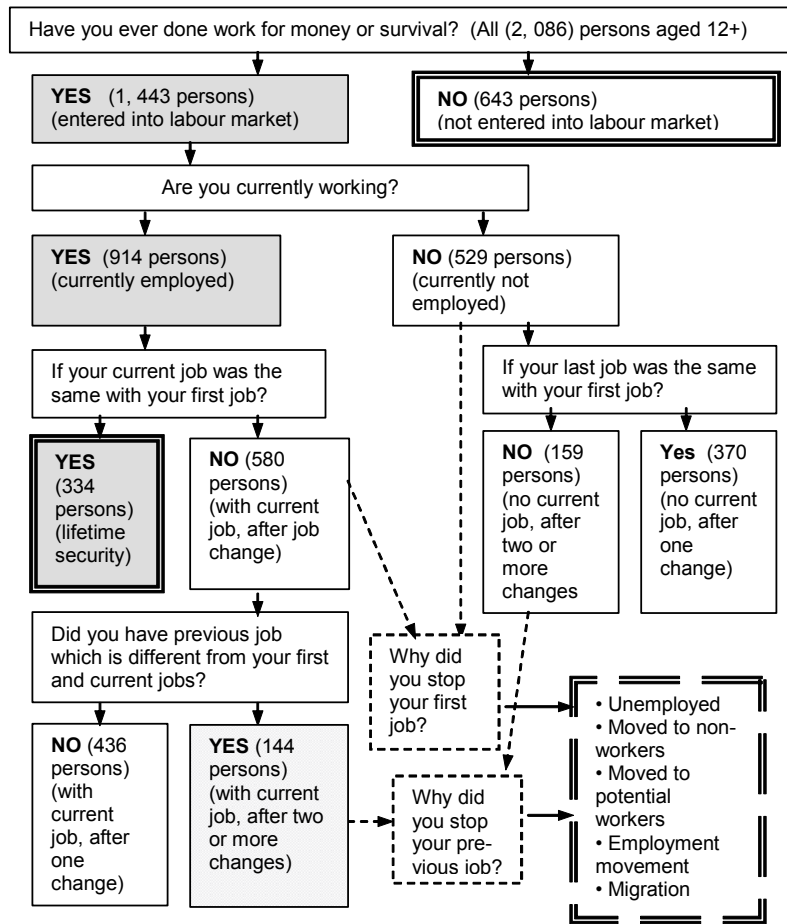 Have you ever done work for money or survival? (All (2, 086) persons aged 12+)
YES (1, 443 persons)
(entered into labour market)
NO (643 persons)
(not entered into labour market)
Are you currently working?
YES (914 persons)
(currently employed)
NO (529 persons)
(currently not
employed)
If your current job was the
same with your first job?
If your last job was the same
with your first job?
YES
(334
persons)
(lifetime
security)
NO (580
persons)
(with current
job, after job
change)
NO (159
persons)
(no current
job, after
two or
more
changes
Yes (370
persons)
(no current
job, after
one
change)
Did you have previous job
which is different from your first
and current jobs?
Why did
you stop
your first
job?
• Unemployed
• Moved to non-
workers
• Moved to
potential
workers
• Employment
movement
• Migration
NO (436
persons)
(with
current
job, after
one
change)
YES (144
persons)
(with current
job, after two
or more
changes)
Why did
you stop
your pre-
vious job?